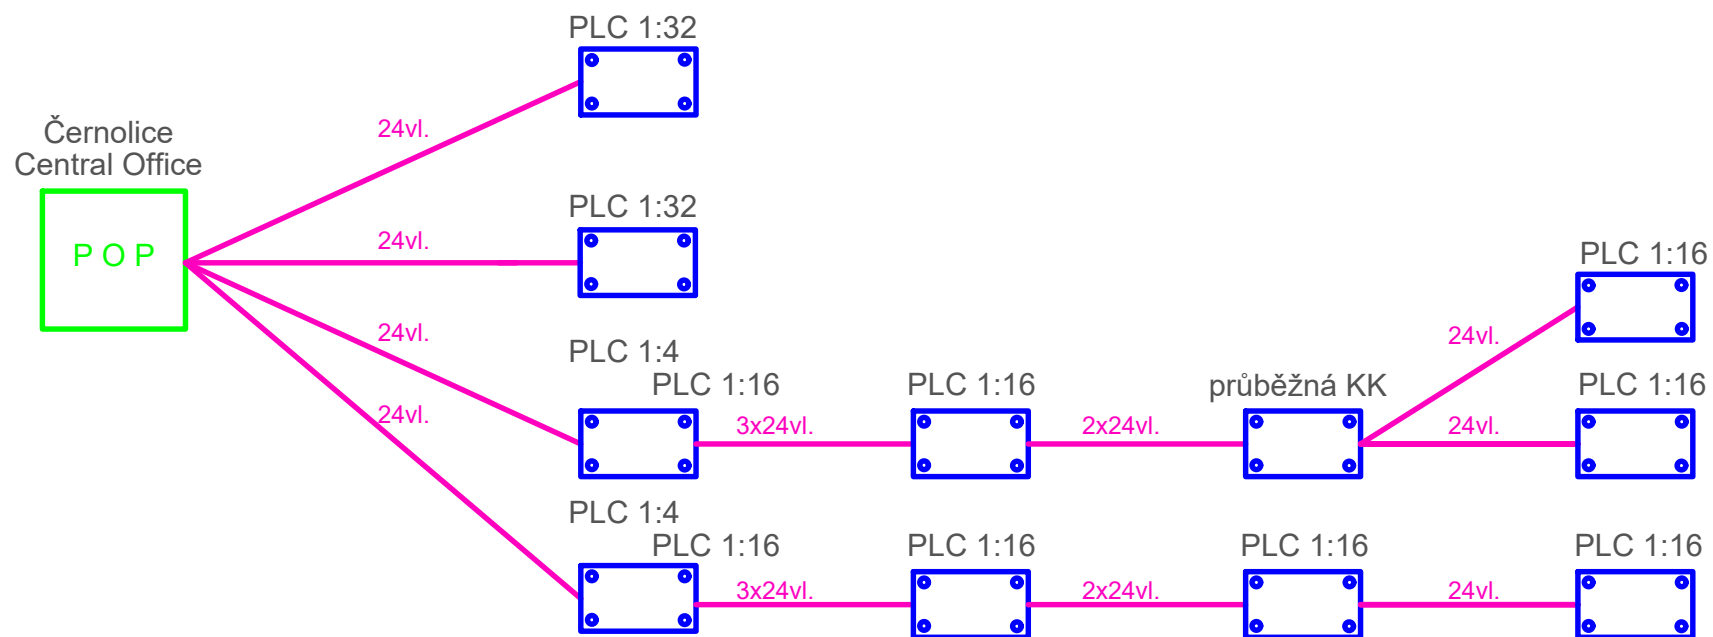 PLC 1:32
24vl.
Černolice
Central Office
P O P
PLC 1:32
24vl.
PLC 1:16
24vl.
PLC 1:4
PLC 1:16
PLC 1:16
průběžná KK
PLC 1:16
24vl.
24vl.
3x24vl.
2x24vl.
24vl.
PLC 1:4
PLC 1:16
PLC 1:16
PLC 1:16
PLC 1:16
3x24vl.
2x24vl.
24vl.